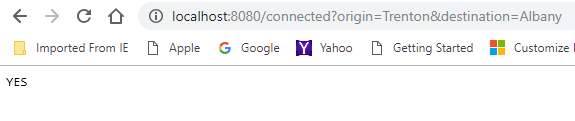 localhost:8080/connected?origin=Trenton&destination=Albany
Imported From IE Apple Google Yahoo Getting Started Customize
YES